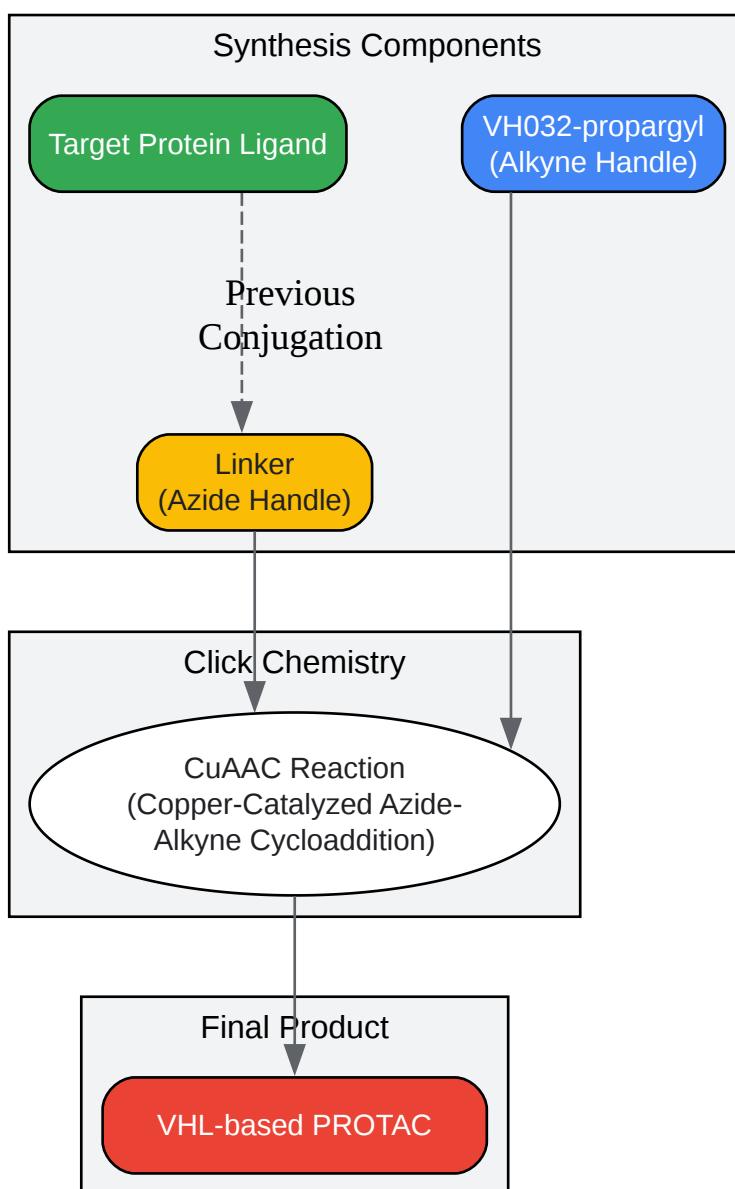 Synthesis Components
Target Protein Ligand
VH032-propargyl
(Alkyne Handle)
Previous
Conjugation
Linker
(Azide Handle)
Click Chemistry
CuAAC Reaction
(Copper-Catalyzed Azide-
Alkyne Cycloaddition)
Final Product
VHL-based PROTAC